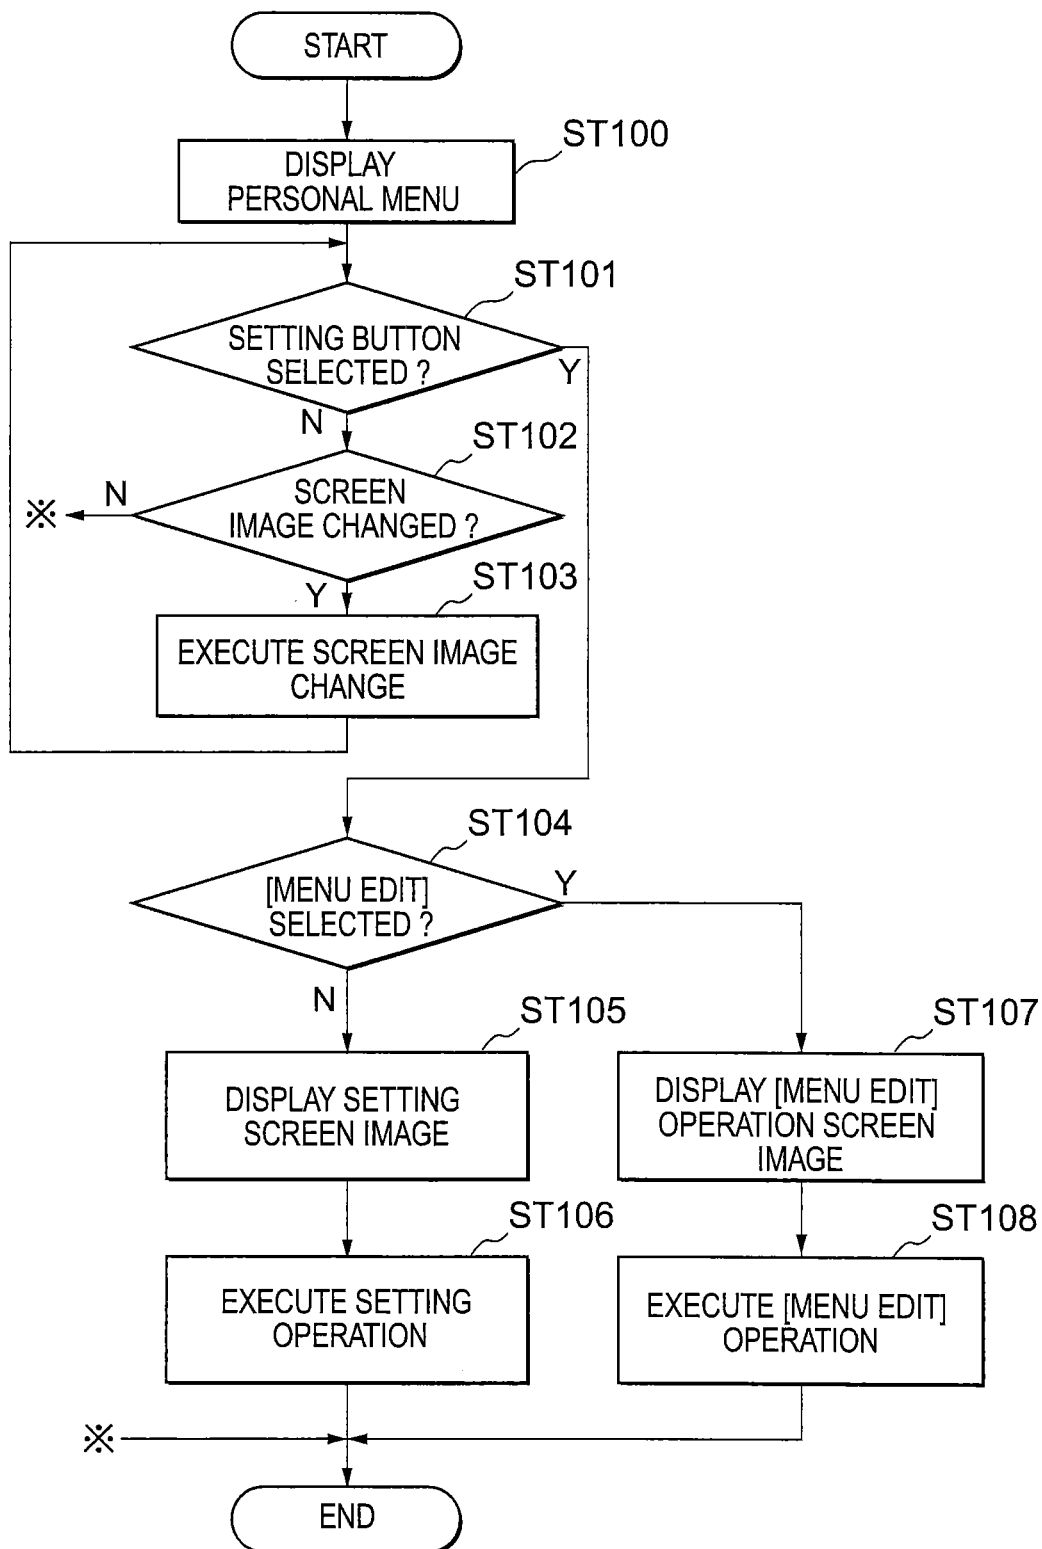 START
ST100
DISPLAY
PERSONAL MENU
ST101
SETTING BUTTON
SELECTED ?
Y
N
ST102
SCREEN
IMAGE CHANGED ?
N
※
Y
ST103
EXECUTE SCREEN IMAGE
CHANGE
ST104
[MENU EDIT]
SELECTED ?
Y
N
ST105
DISPLAY SETTING
SCREEN IMAGE
ST107
DISPLAY [MENU EDIT]
OPERATION SCREEN
IMAGE
ST106
EXECUTE SETTING
OPERATION
ST108
EXECUTE [MENU EDIT]
OPERATION
※
END